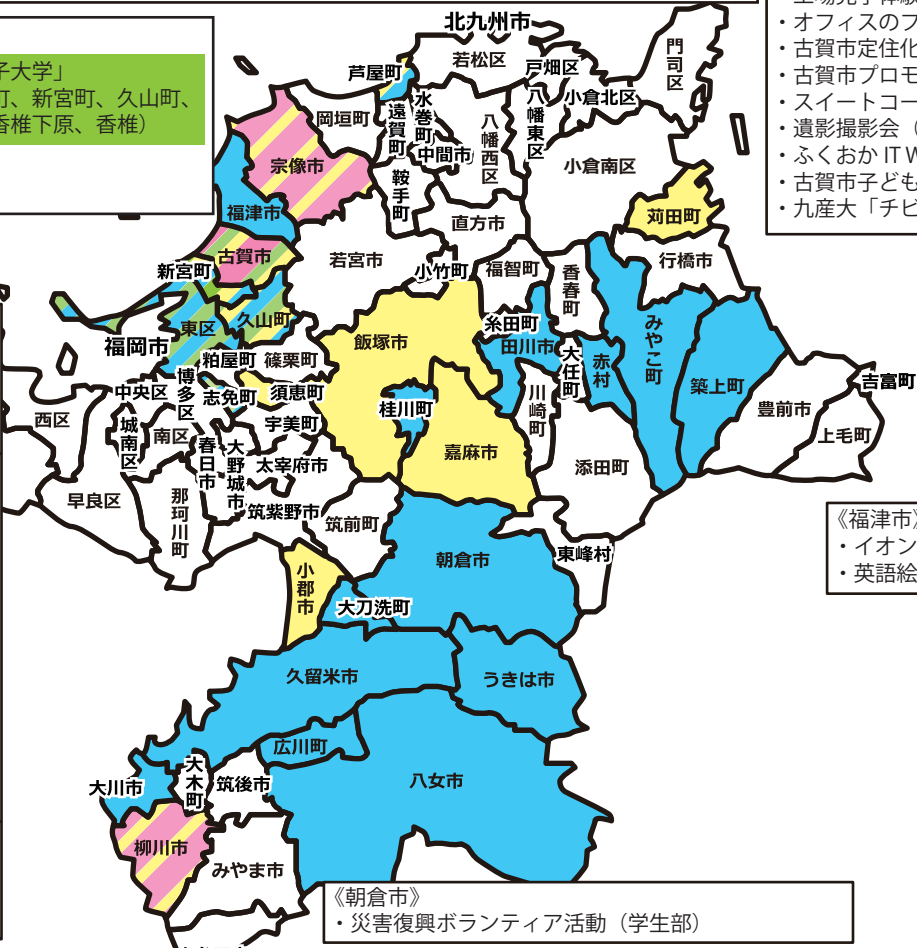 子大学」
町、新宮町、久山町、
香椎下原、香椎）
・オフィスのフ
・古賀市定住化
・古賀市プロモ
・スイートコー
・遺影撮影会（
・ふくおか IT W
・古賀市子ども
・九産大「チビ
北九州市
門司区
若松区
戸畑区
芦屋町
小倉北区
水巻町
遠賀町
八幡東区
岡垣町
八幡西区
中間市
小倉南区
宗像市
鞍手町
福津市
直方市
苅田町
古賀市
若宮市
小竹町
福智町
香春町
行橋市
新宮町
東区
久山町
糸田町
みやこ町
飯塚市
田川市
大任町
赤村
福岡市
粕屋町
篠栗町
築上町
吉富町
中央区
博多区
志免町
須恵町
桂川町
川崎町
豊前市
西区
城南区
南区
宇美町
上毛町
春日市
大野城市
太宰府市
嘉麻市
添田町
早良区
那珂川町
筑紫野市
筑前町
《福津市》
・イオン
・英語絵
朝倉市
東峰村
小郡市
大刀洗町
久留米市
うきは市
広川町
大川市
大木町
筑後市
八女市
柳川市
みやま市
《朝倉市》
・災害復興ボランティア活動（学生部）